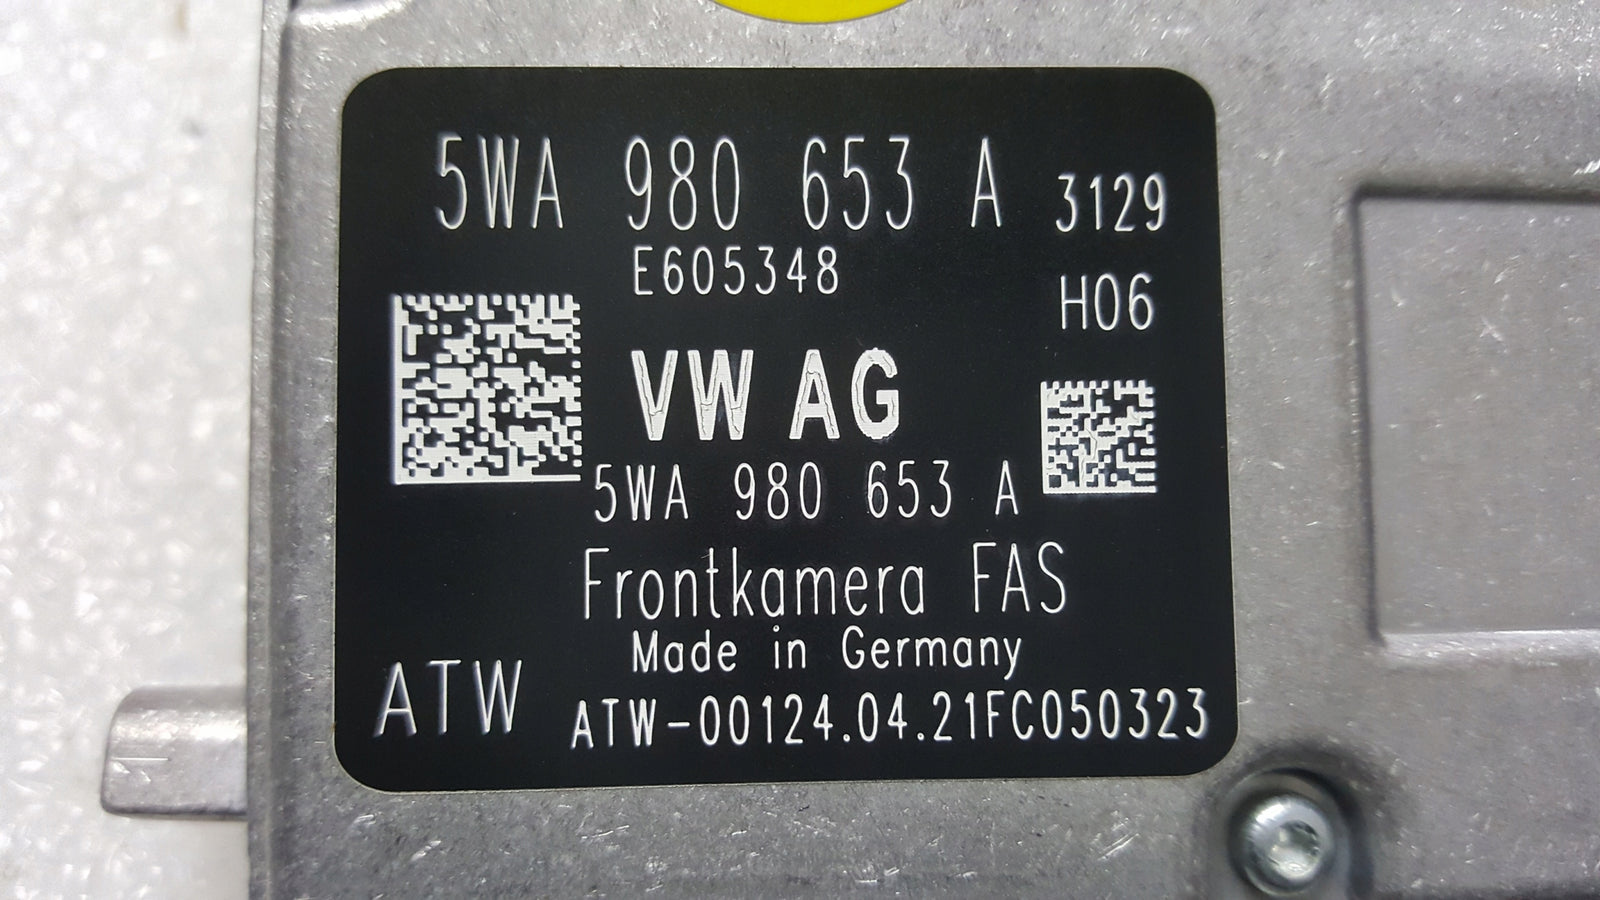 5WA 980 653 A 3129
E605348
H06
VW AG
5WA 980 653 A
Frontkamera FAS
Made in Germany
ATW
ATW-00124.04.21FC050323